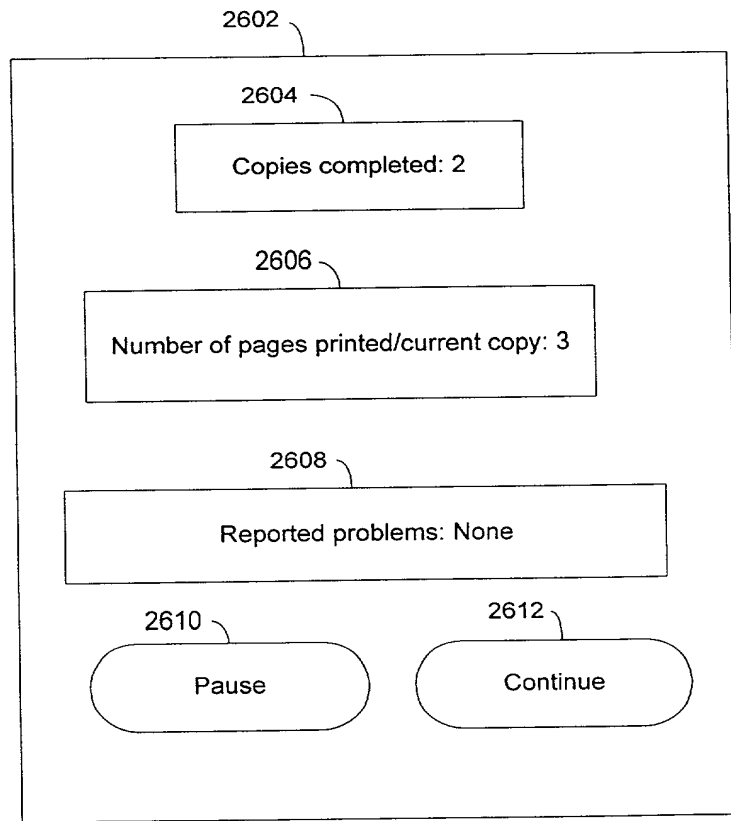 2602
2604
Copies completed: 2
2606
Number of pages printed/current copy: 3
2608
Reported problems: None
2610
2612
Pause
Continue